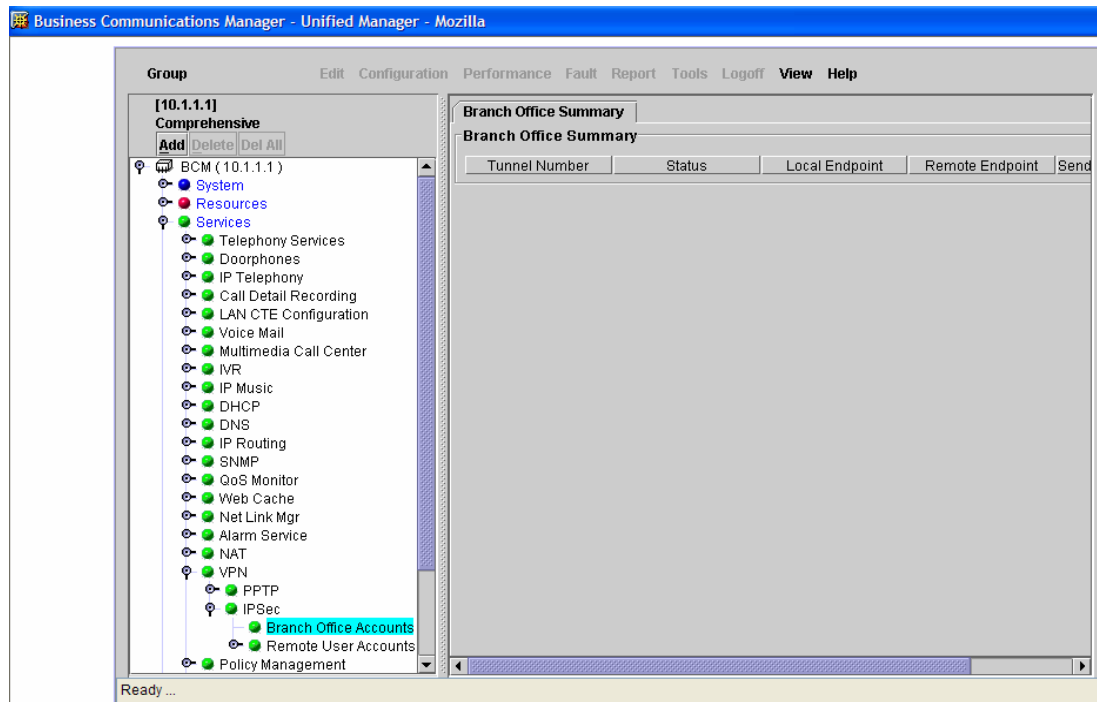 Business Communications Manager - Unified Manager - Mozilla
Group Edit Configuration Performance Fault Report Tools Logoff View Help
[10.1.1.1]
Comprehensive
Add Delete Del All
BCM ( 10.1.1.1 )
System
Resources
Services
Telephony Services
Doorphones
IP Telephony
Call Detail Recording
LAN CTE Configuration
Voice Mail
Multimedia Call Center
IVR
IP Music
DHCP
DNS
IP Routing
SNMP
QoS Monitor
Web Cache
Net Link Mgr
Alarm Service
NAT
VPN
PPTP
IPSec
Branch Office Accounts
Remote User Accounts
Policy Management
Branch Office Summary
Branch Office Summary
Tunnel Number Status Local Endpoint Remote Endpoint Send
Ready ...